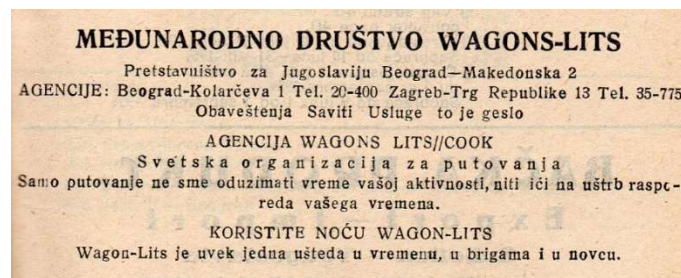 MEĐUNARODNO DRUŠTVO WAGONS-LITS
Pretstavništvo za Jugoslaviju Beograd—Makedonska 2
AGENCIJE: Beograd-Kolarčeva 1 Tel. 20-400 Zagreb-Trg Republike 13 Tel. 35-775
Obaveštenja Saviti Usluge to je geslo
AGENCIJA WAGONS LITS//COOK
Svetska organizacija za putovanja
Samo putovanje ne sme oduzimati vreme vašoj aktivnosti, niti ići na uštrb raspo-
reda vašega vremena.
KORISTITE NOĆU WAGON-LITS
Wagon-Lits je uvek jedna ušteda u vremenu, u brigama i u novcu.